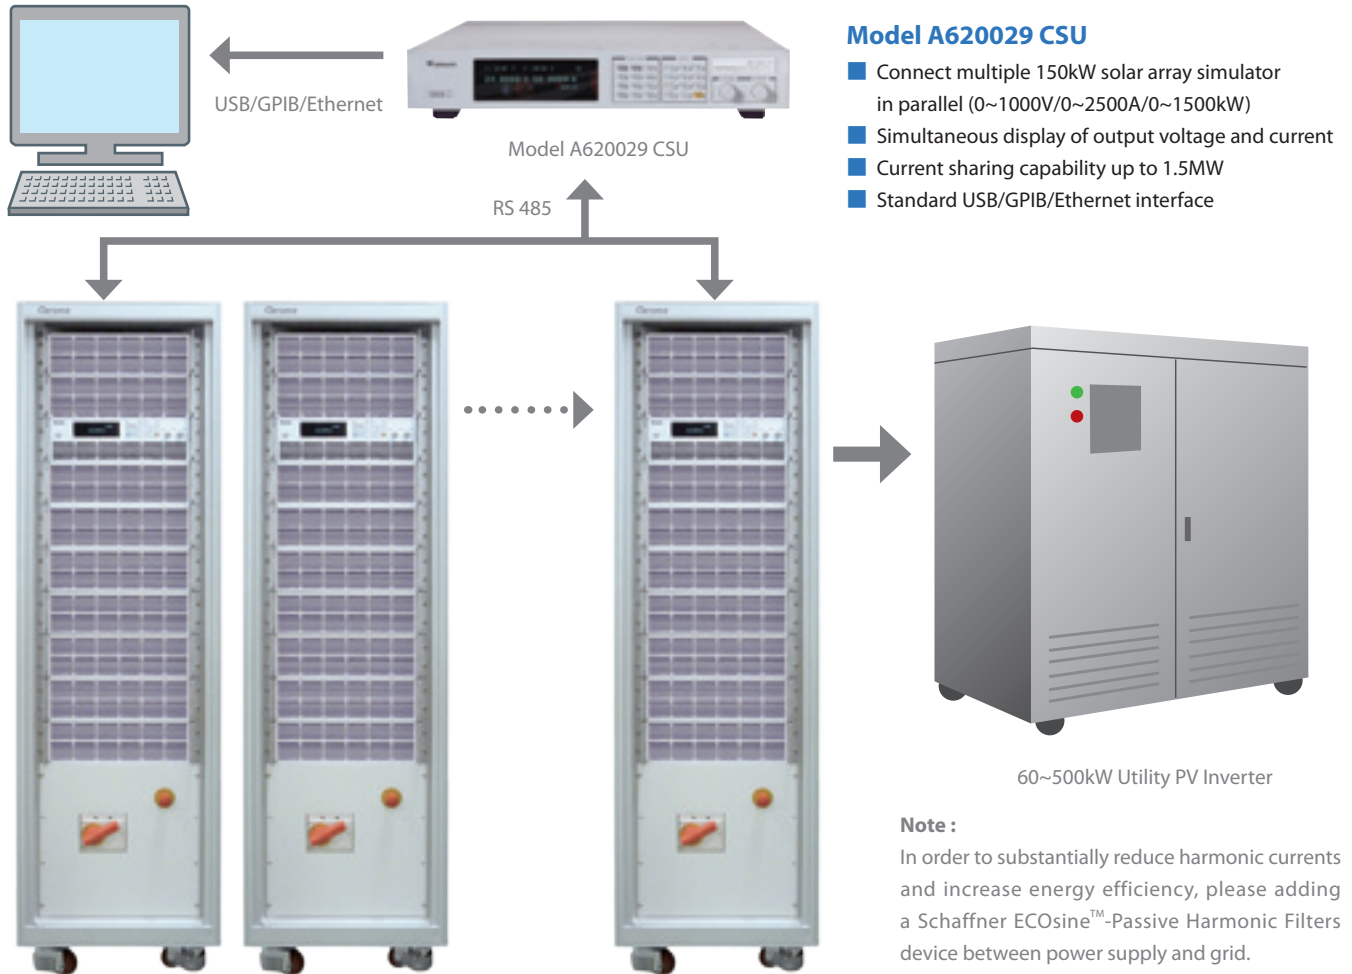 Model A620029 CSU
Connect multiple 150kW solar array simulator
in parallel (0~1000V/0~2500A/0~1500kW)
Simultaneous display of output voltage and current
Current sharing capability up to 1.5MW
Standard USB/GPIB/Ethernet interface
USB/GPIB/Ethernet
Model A620029 CSU
RS 485
Chroma
Chroma
Chroma
60~500kW Utility PV Inverter
Note :
In order to substantially reduce harmonic currents
and increase energy efficiency, please adding
a Schaffner ECOsine™-Passive Harmonic Filters
device between power supply and grid.